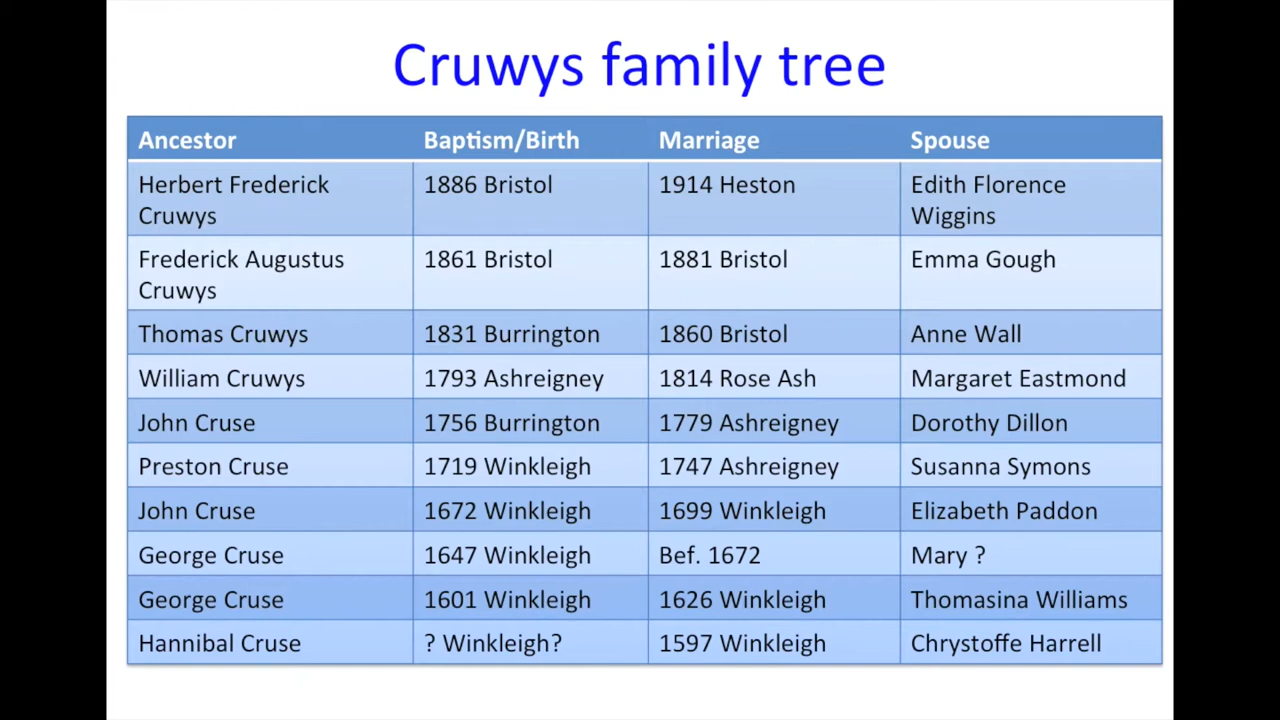 Cruwys family tree
Ancestor Baptism/Birth Marriage Spouse
Herbert Frederick Cruwys 1886 Bristol 1914 Heston Edith Florence Wiggins
Frederick Augustus Cruwys 1861 Bristol 1881 Bristol Emma Gough
Thomas Cruwys 1831 Burrington 1860 Bristol Anne Wall
William Cruwys 1793 Ashreigney 1814 Rose Ash Margaret Eastmond
John Cruse 1756 Burrington 1779 Ashreigney Dorothy Dillon
Preston Cruse 1719 Winkleigh 1747 Ashreigney Susanna Symons
John Cruse 1672 Winkleigh 1699 Winkleigh Elizabeth Paddon
George Cruse 1647 Winkleigh Bef. 1672 Mary ?
George Cruse 1601 Winkleigh 1626 Winkleigh Thomasina Williams
Hannibal Cruse ? Winkleigh? 1597 Winkleigh Chrystoffe Harrell